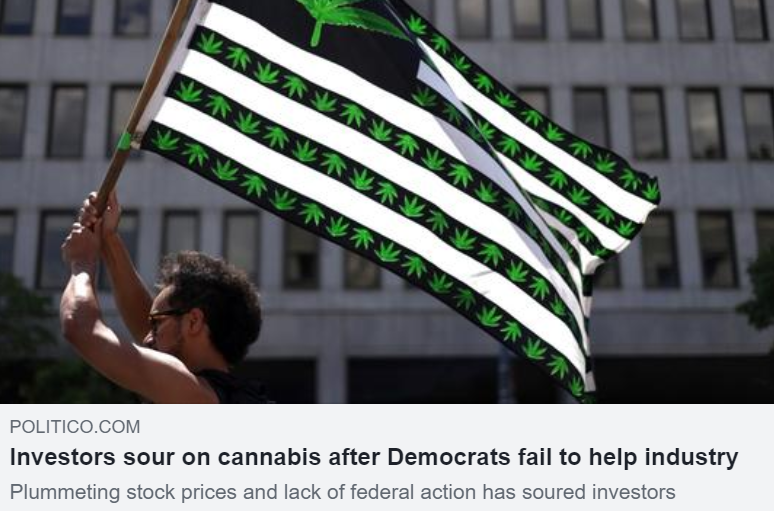 POLITICO.COM
Investors sour on cannabis after Democrats fail to help industry
Plummeting stock prices and lack of federal action has soured investors